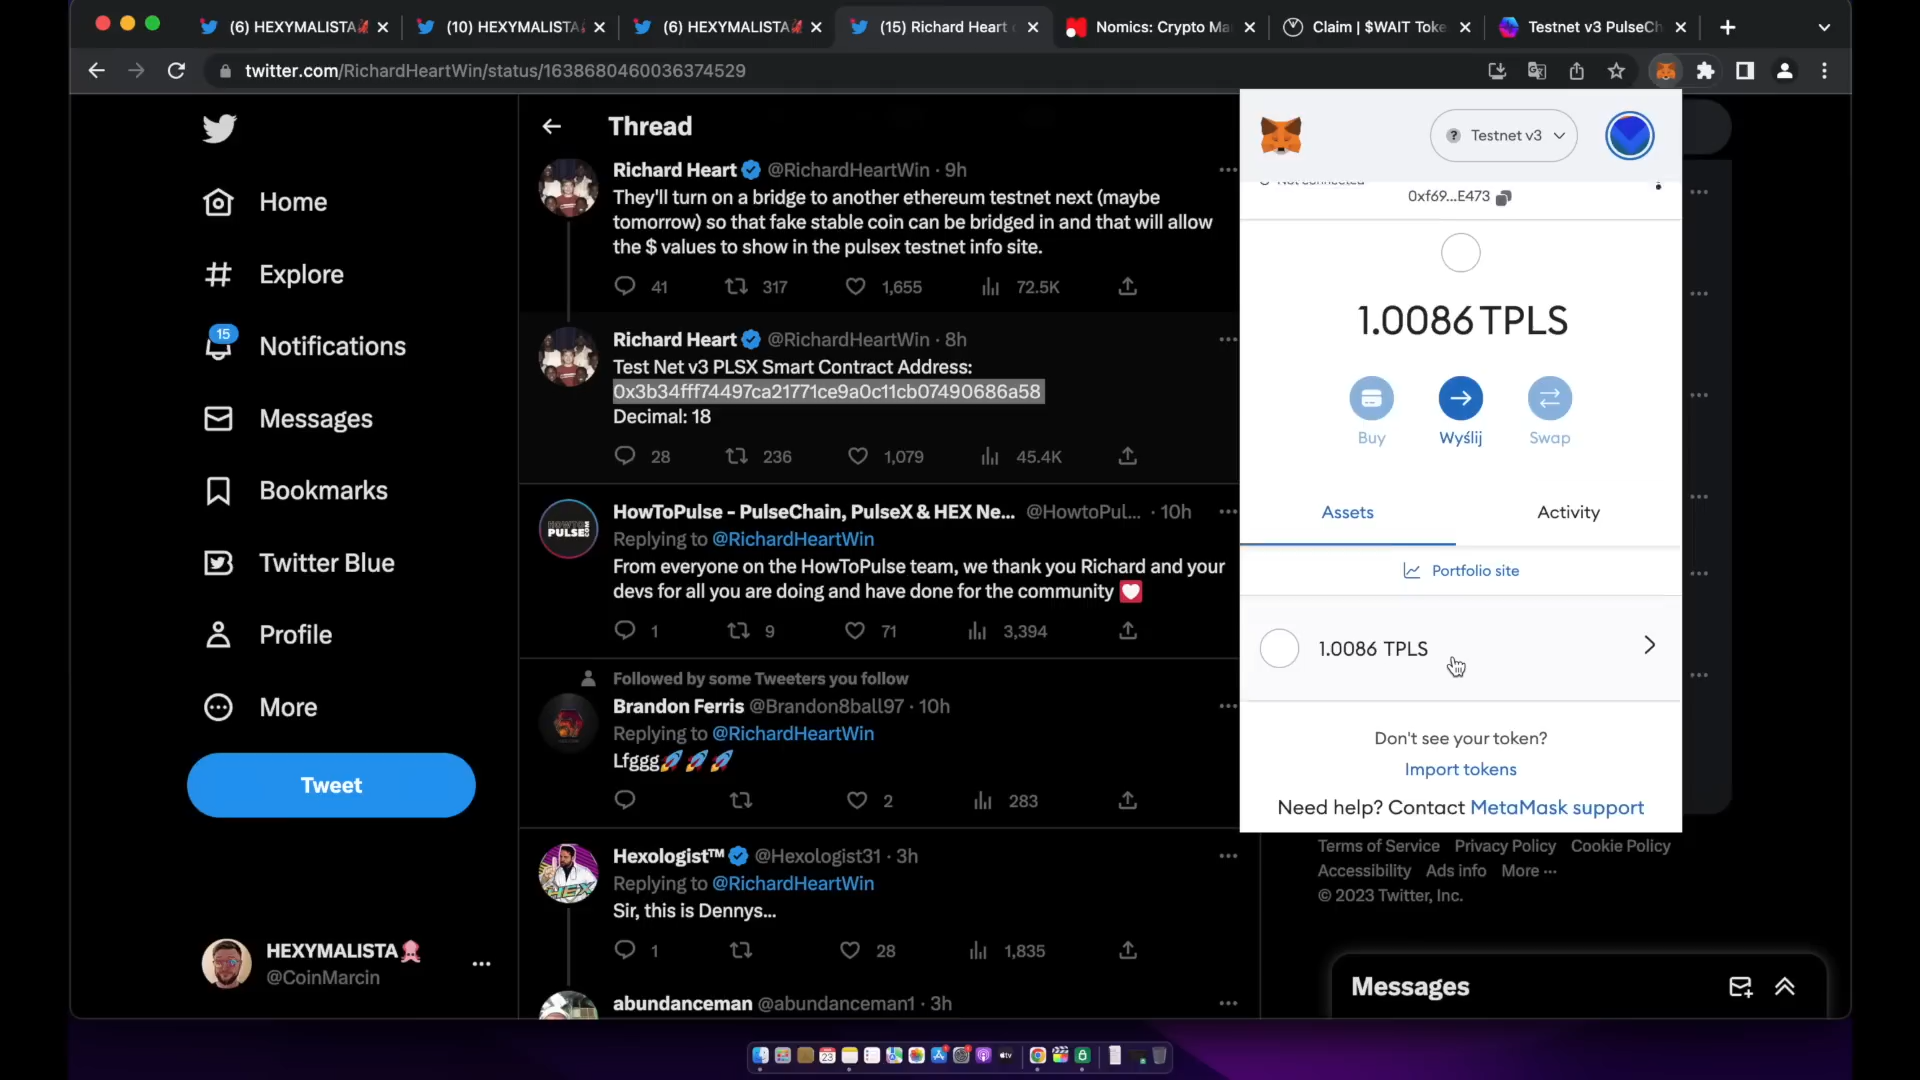 (6) HEXYMALISTA
(10) HEXYMALISTA
(6) HEXYMALISTA
(15) Richard Heart
Nomics: Crypto Ma
Claim | $WAIT Toke
Testnet v3 PulseCh
twitter.com/RichardHeartWin/status/1638680460036374529
Home
Explore
15
Notifications
Messages
Bookmarks
Twitter Blue
Profile
More
Tweet
HEXYMALISTA
@CoinMarcin
Thread
Richard Heart @RichardHeartWin · 9h
They'll turn on a bridge to another ethereum testnet next (maybe
tomorrow) so that fake stable coin can be bridged in and that will allow
the $ values to show in the pulsex testnet info site.
41 317 1,655 72.5K
Richard Heart @RichardHeartWin · 8h
Test Net v3 PLSX Smart Contract Address:
0x3b34fff74497ca21771ce9a0c11cb07490686a58
Decimal: 18
28 236 1,079 45.4K
HOWTO
PULSE.COM
HowToPulse - PulseChain, PulseX & HEX Ne... @HowtoPul... · 10h
Replying to @RichardHeartWin
From everyone on the HowToPulse team, we thank you Richard and your
devs for all you are doing and have done for the community
1 9 71 3,394
Followed by some Tweeters you follow
Brandon Ferris @Brandon8ball97 · 10h
Replying to @RichardHeartWin
Lfggg🚀🚀🚀
2 283
HEX
Hexologist™ @Hexologist31 · 3h
Replying to @RichardHeartWin
Sir, this is Dennys...
1 28 1,835
abundanceman @abundanceman1 · 3h
Testnet v3
Not connected
0xf69...E473
1.0086 TPLS
Buy
Wyślij
Swap
Assets
Activity
Portfolio site
1.0086 TPLS
Don't see your token?
Import tokens
Need help? Contact MetaMask support
Terms of Service Privacy Policy Cookie Policy
Accessibility Ads info More ···
© 2023 Twitter, Inc.
Messages
23
tv